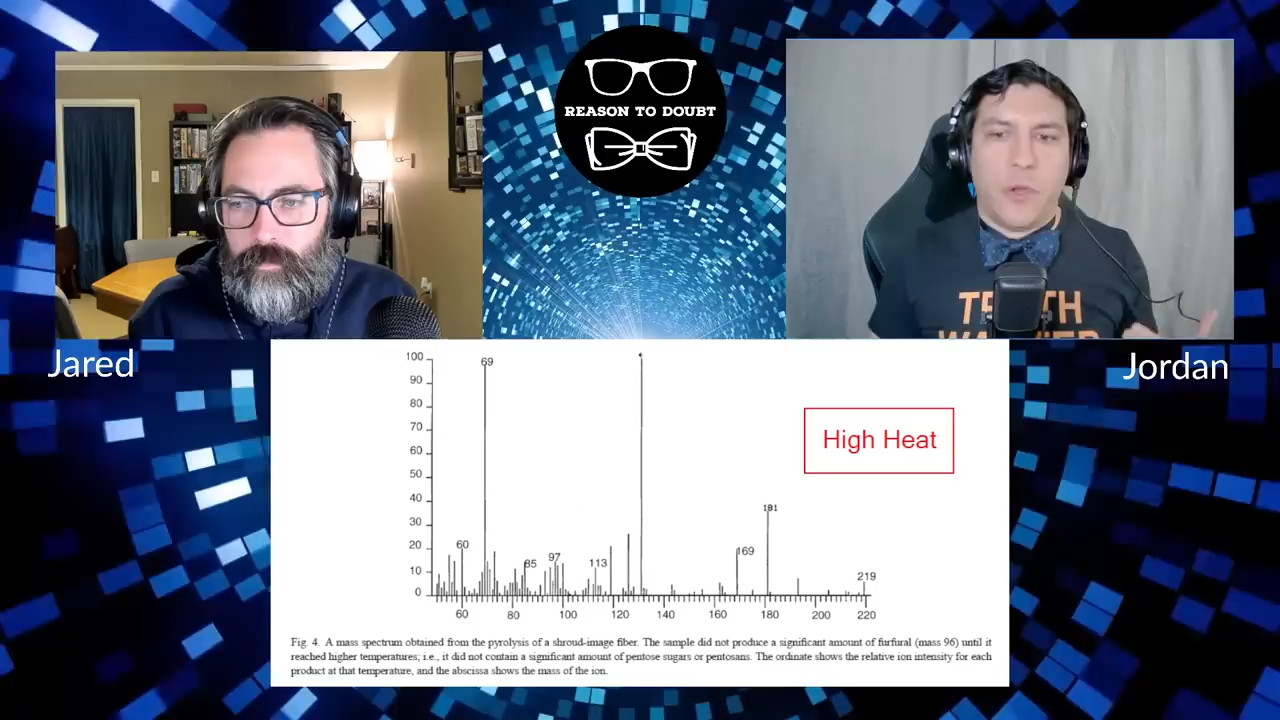 REASON TO DOUBT
TR TH
Jared
Jordan
High Heat
100
90
80
70
60
50
40
30
20
10
0
69
60
85
97
113
169
181
219
60 80 100 120 140 160 180 200 220
Fig. 4. A mass spectrum obtained from the pyrolysis of a shroud-image fiber. The sample did not produce a significant amount of furfural (mass 96) until it
reached higher temperatures; i.e., it did not contain a significant amount of pentose sugars or pentosans. The ordinate shows the relative ion intensity for each
product at that temperature, and the abscissa shows the mass of the ion.